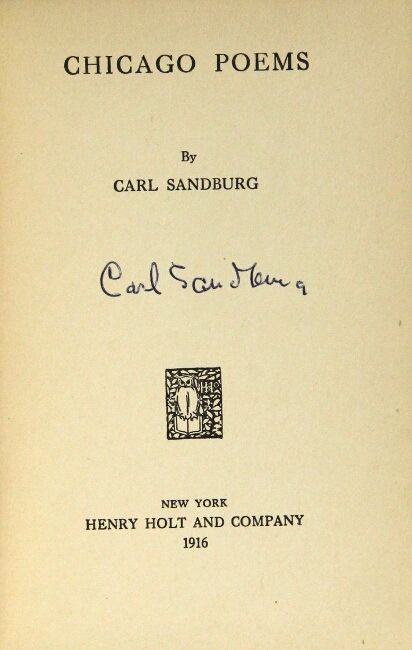 CHICAGO POEMS
By
CARL SANDBURG
Carl Sandburg
NEW YORK
HENRY HOLT AND COMPANY
1916